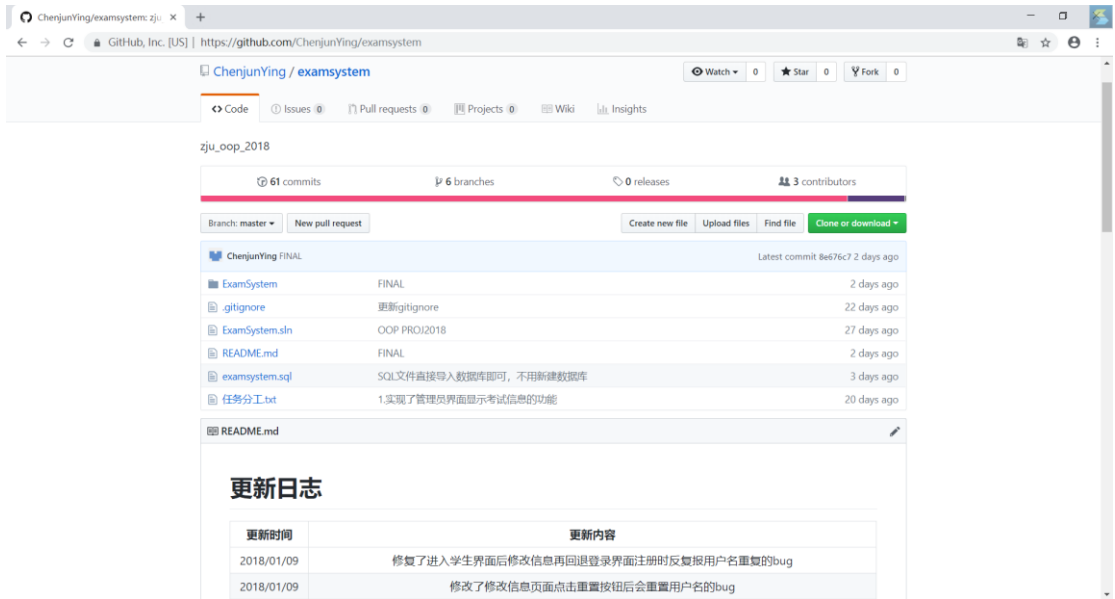 ChenjunYing/examsystem: zju
GitHub, Inc. [US] | https://github.com/ChenjunYing/examsystem
ChenjunYing / examsystem
Watch 0 Star 0 Fork 0
Code Issues 0 Pull requests 0 Projects 0 Wiki Insights
zju_oop_2018
61 commits 6 branches 0 releases 3 contributors
Branch: master New pull request Create new file Upload files Find file Clone or download
ChenjunYing FINAL Latest commit 8e676c7 2 days ago
ExamSystem FINAL 2 days ago
.gitignore 更新gitignore 22 days ago
ExamSystem.sln OOP PROJ2018 27 days ago
README.md FINAL 2 days ago
examsystem.sql SQL文件直接导入数据库即可，不用新建数据库 3 days ago
任务分工.txt 1.实现了管理员界面显示考试信息的功能 20 days ago
README.md
更新日志
更新时间 更新内容
2018/01/09 修复了进入学生界面后修改信息再回退登录界面注册时反复报用户名重复的bug
2018/01/09 修改了修改信息页面点击重置按钮后会重置用户名的bug